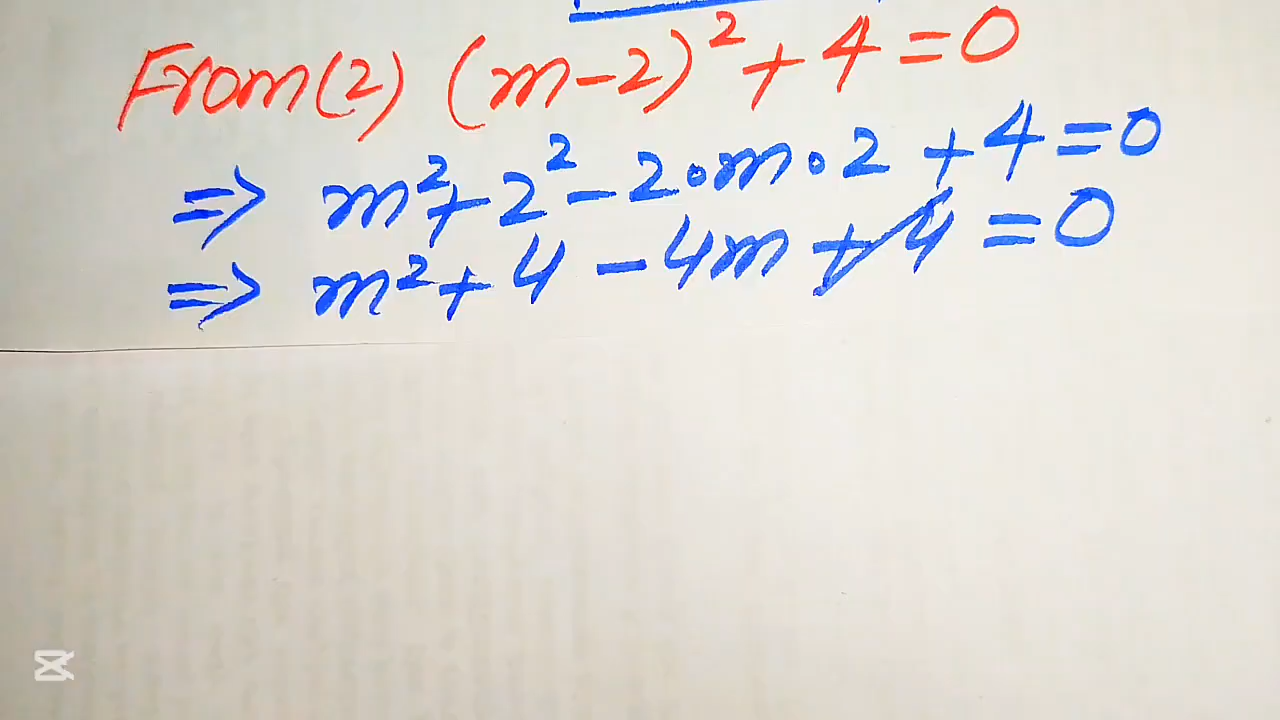 From(2) (m-2)² + 4 = 0
⇒ m² + 2² - 2•m•2 + 4 = 0
⇒ m² + 4 - 4m + 4 = 0